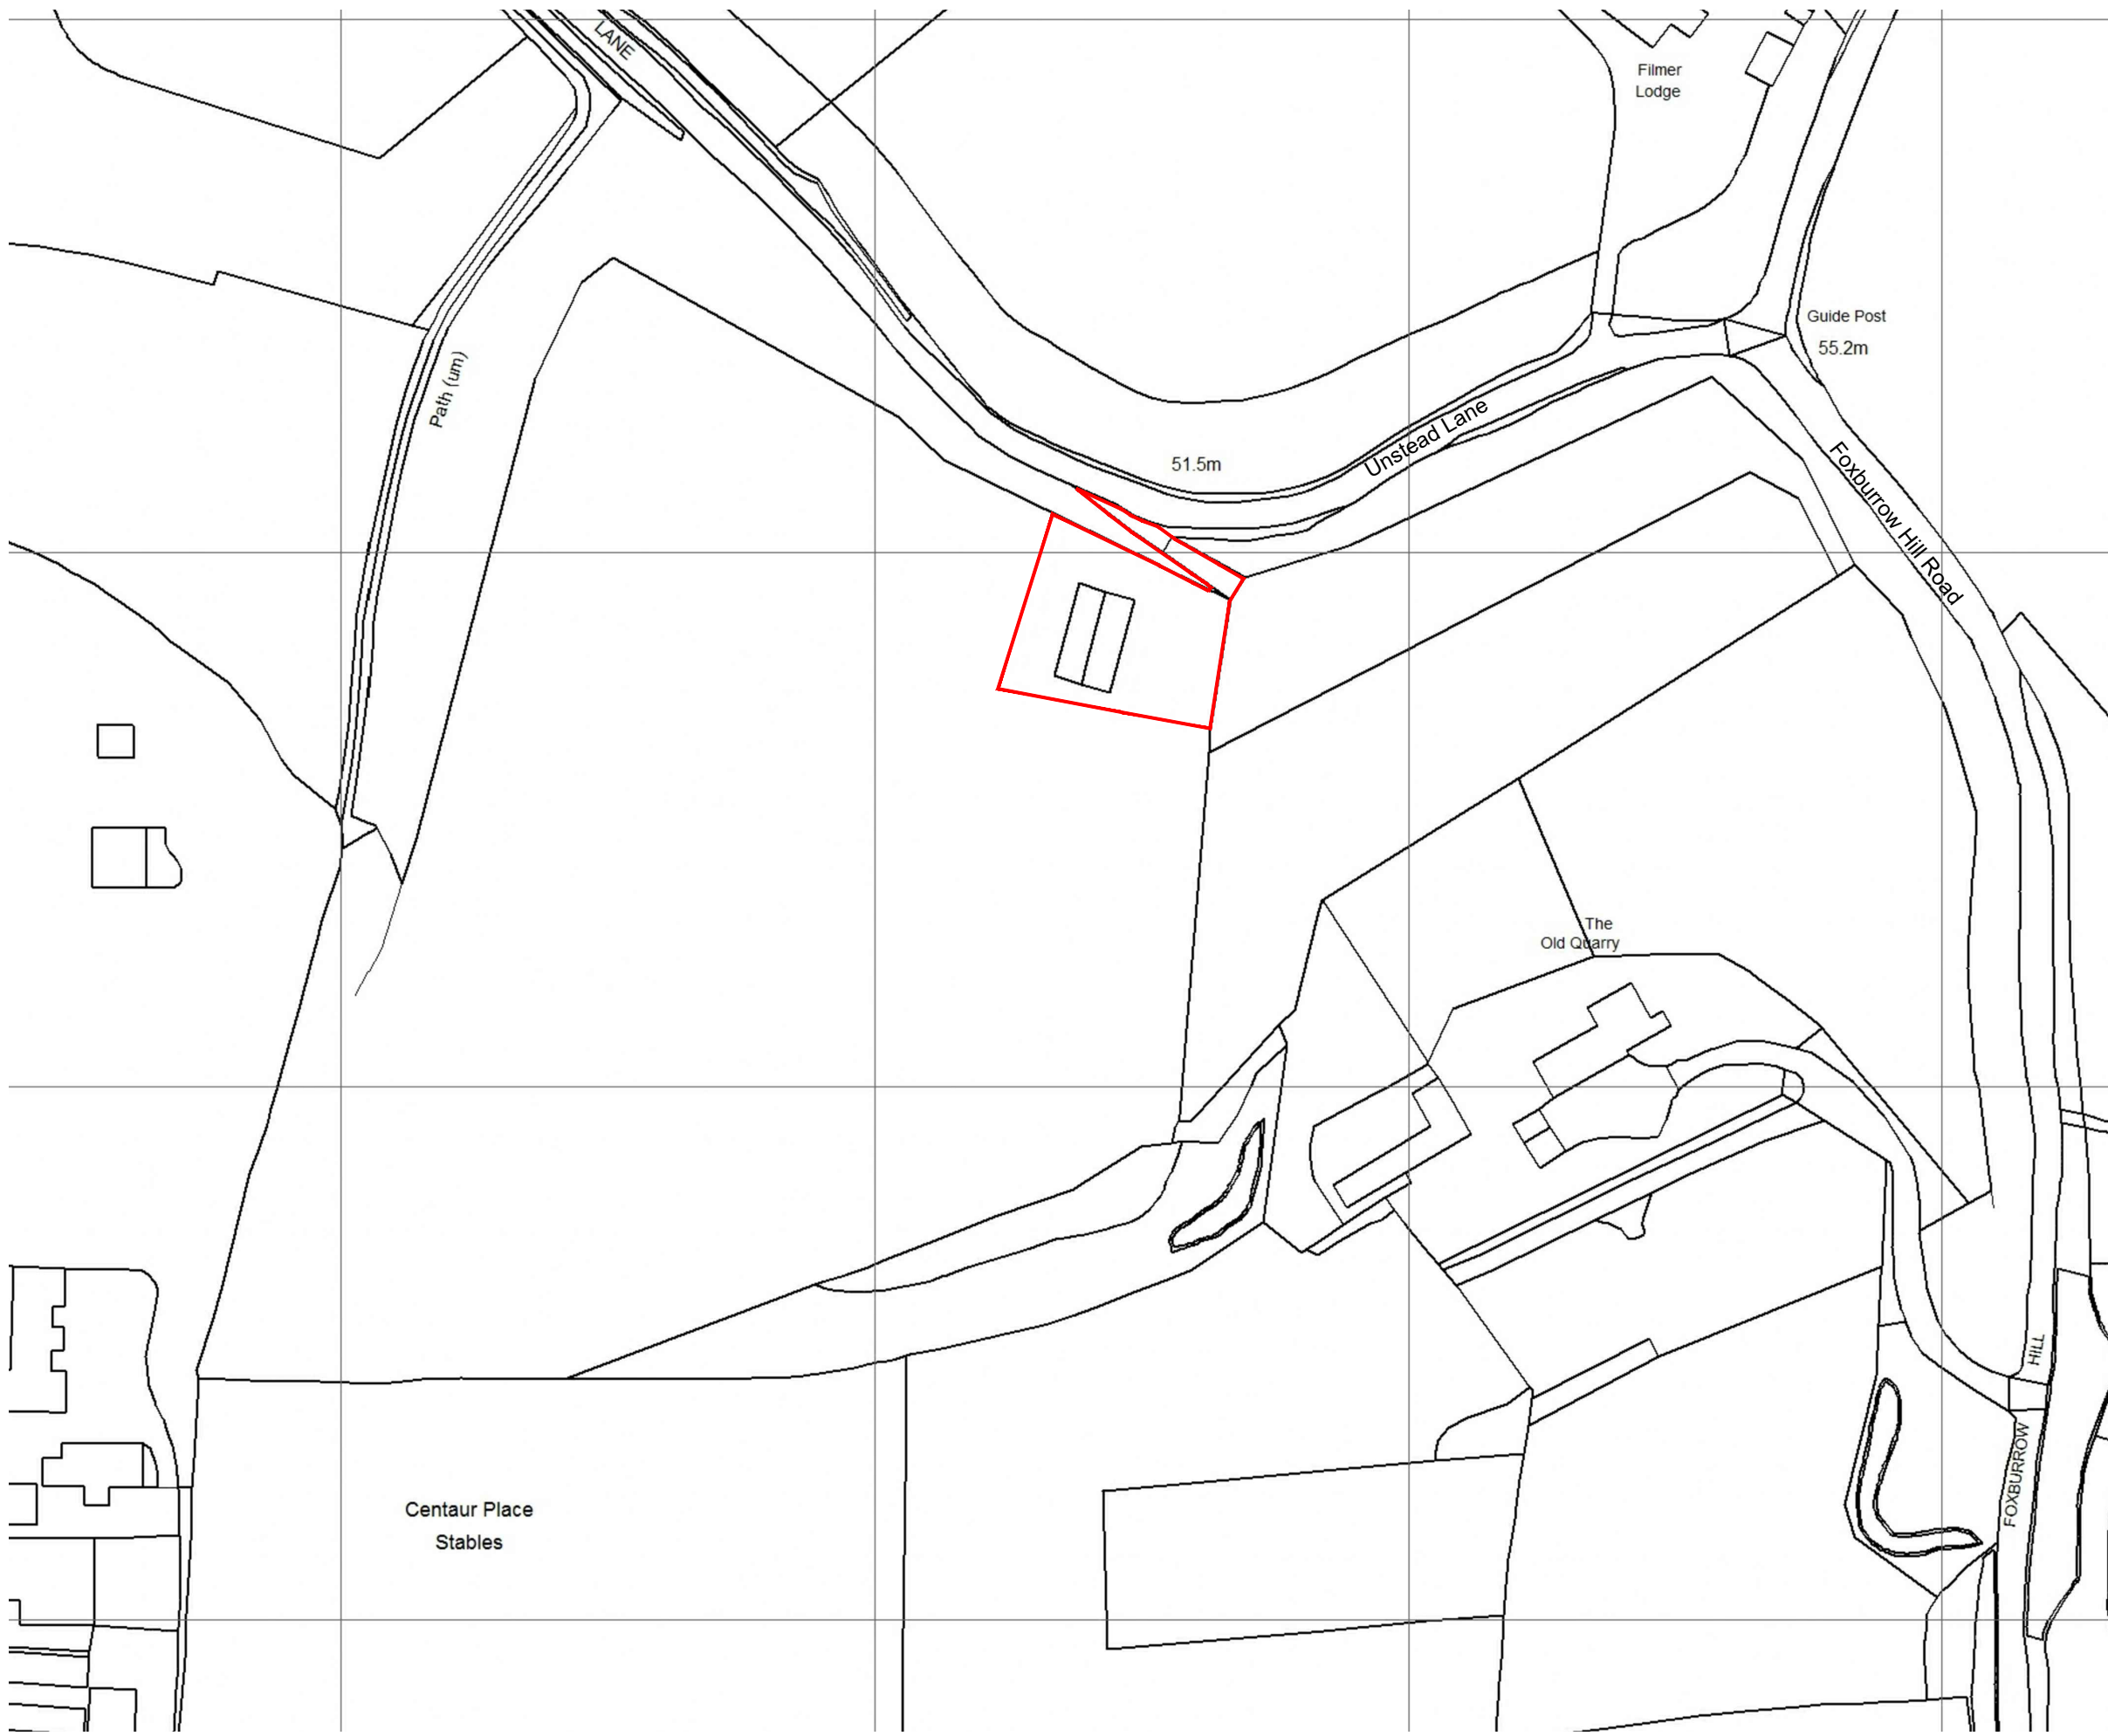 LANE
Filmer
Lodge
Guide Post
55.2m
Path (um)
51.5m
Unstead Lane
Foxburrow Hill Road
The
Old Quarry
HILL
FOXBURROW
Centaur Place
Stables